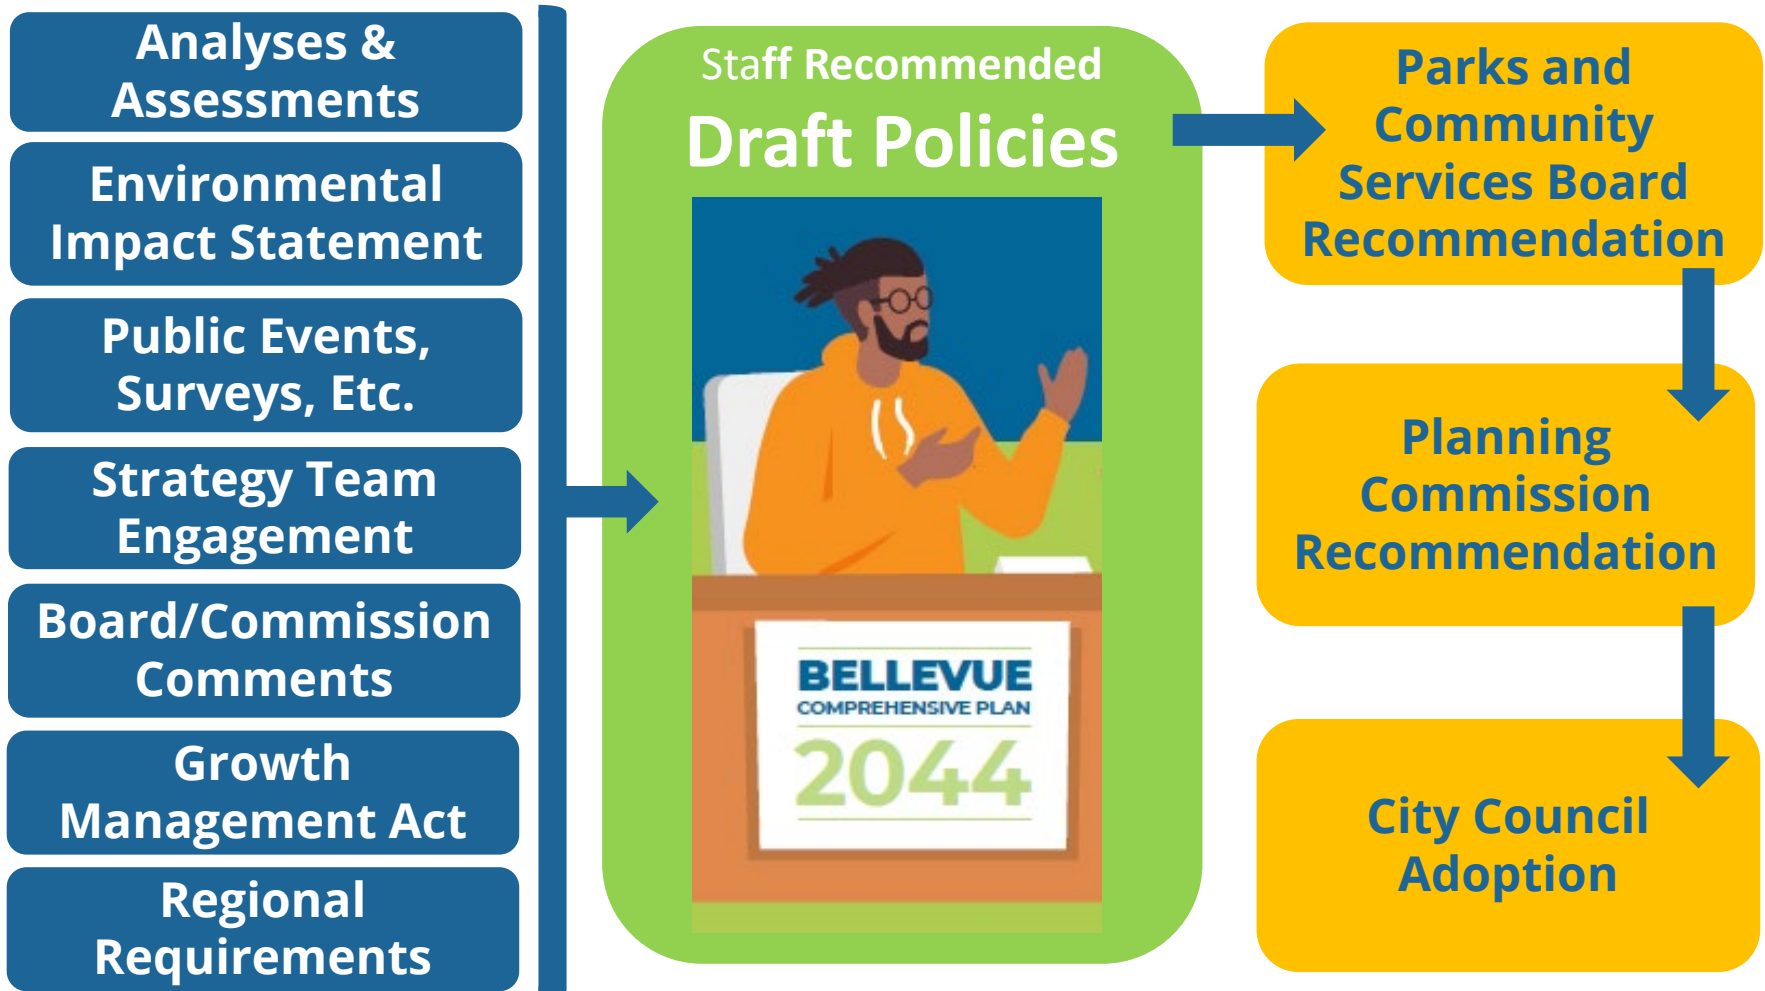 Analyses &
Assessments
Environmental
Impact Statement
Public Events,
Surveys, Etc.
Strategy Team
Engagement
Board/Commission
Comments
Growth
Management Act
Regional
Requirements
Staff Recommended
Draft Policies
BELLEVUE
COMPREHENSIVE PLAN
2044
Parks and
Community
Services Board
Recommendation
Planning
Commission
Recommendation
City Council
Adoption